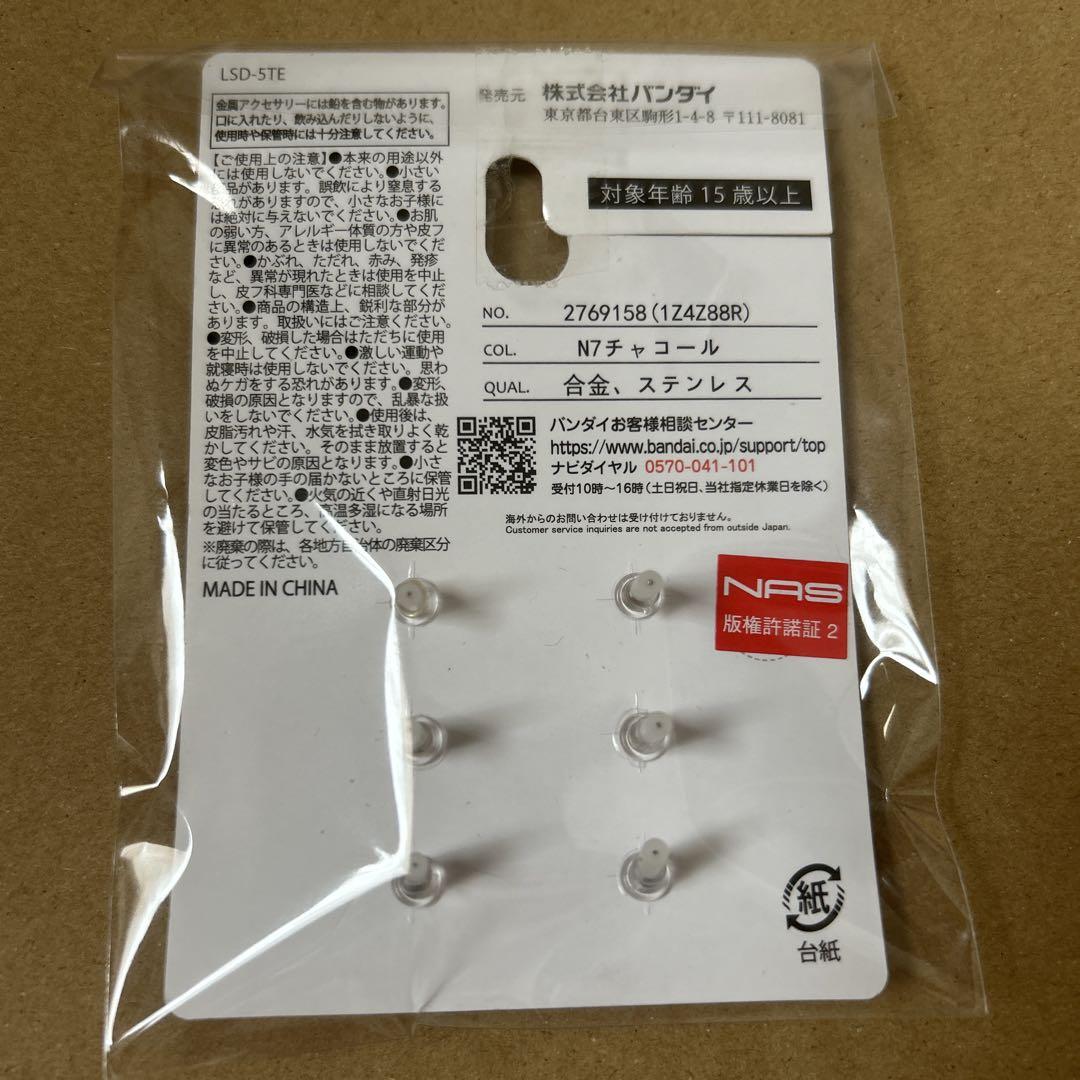 LSD-5TE
金属アクセサリーには鉛を含む物があります。
口に入れたり、飲み込んだりしないように、
使用時や保管時には十分注意してください。
【ご使用上の注意】●本来の用途以外
には使用しないでください。●小さい
部品があります。誤飲により窒息する
恐れがありますので、小さなお子様に
は絶対に与えないでください。●お肌
の弱い方、アレルギー体質の方や皮フ
に異常のあるときは使用しないでくだ
さい。●かぶれ、ただれ、赤み、発疹
など、異常が現れたときは使用を中止
し、皮フ科専門医などに相談してくだ
さい。●商品の構造上、鋭利な部分が
あります。取扱いにはご注意ください。
●変形、破損した場合はただちに使用
を中止してください。●激しい運動や
就寝時は使用しないでください。思わ
ぬケガをする恐れがあります。●変形、
破損の原因となりますので、乱暴な扱
いをしないでください。●使用後は、
皮脂汚れや汗、水気を拭き取りよく乾
かしてください。そのまま放置すると
変色やサビの原因となります。●小さ
なお子様の手の届かないところに保管
してください。●火気の近くや直射日光
の当たるところ、高温多湿になる場所
を避けて保管してください。
※廃棄の際は、各地方自治体の廃棄区分
に従ってください。
MADE IN CHINA
発売元 株式会社バンダイ
東京都台東区駒形1-4-8 〒111-8081
対象年齢 15 歳以上
NO. 2769158(1Z4Z88R)
COL. N7チャコール
QUAL. 合金、ステンレス
バンダイお客様相談センター
https://www.bandai.co.jp/support/top
ナビダイヤル 0570-041-101
受付10時～16時(土日祝日、当社指定休業日を除く)
海外からのお問い合わせは受け付けておりません。
Customer service inquiries are not accepted from outside Japan.
NAS
版権許諾証 2
紙
台紙